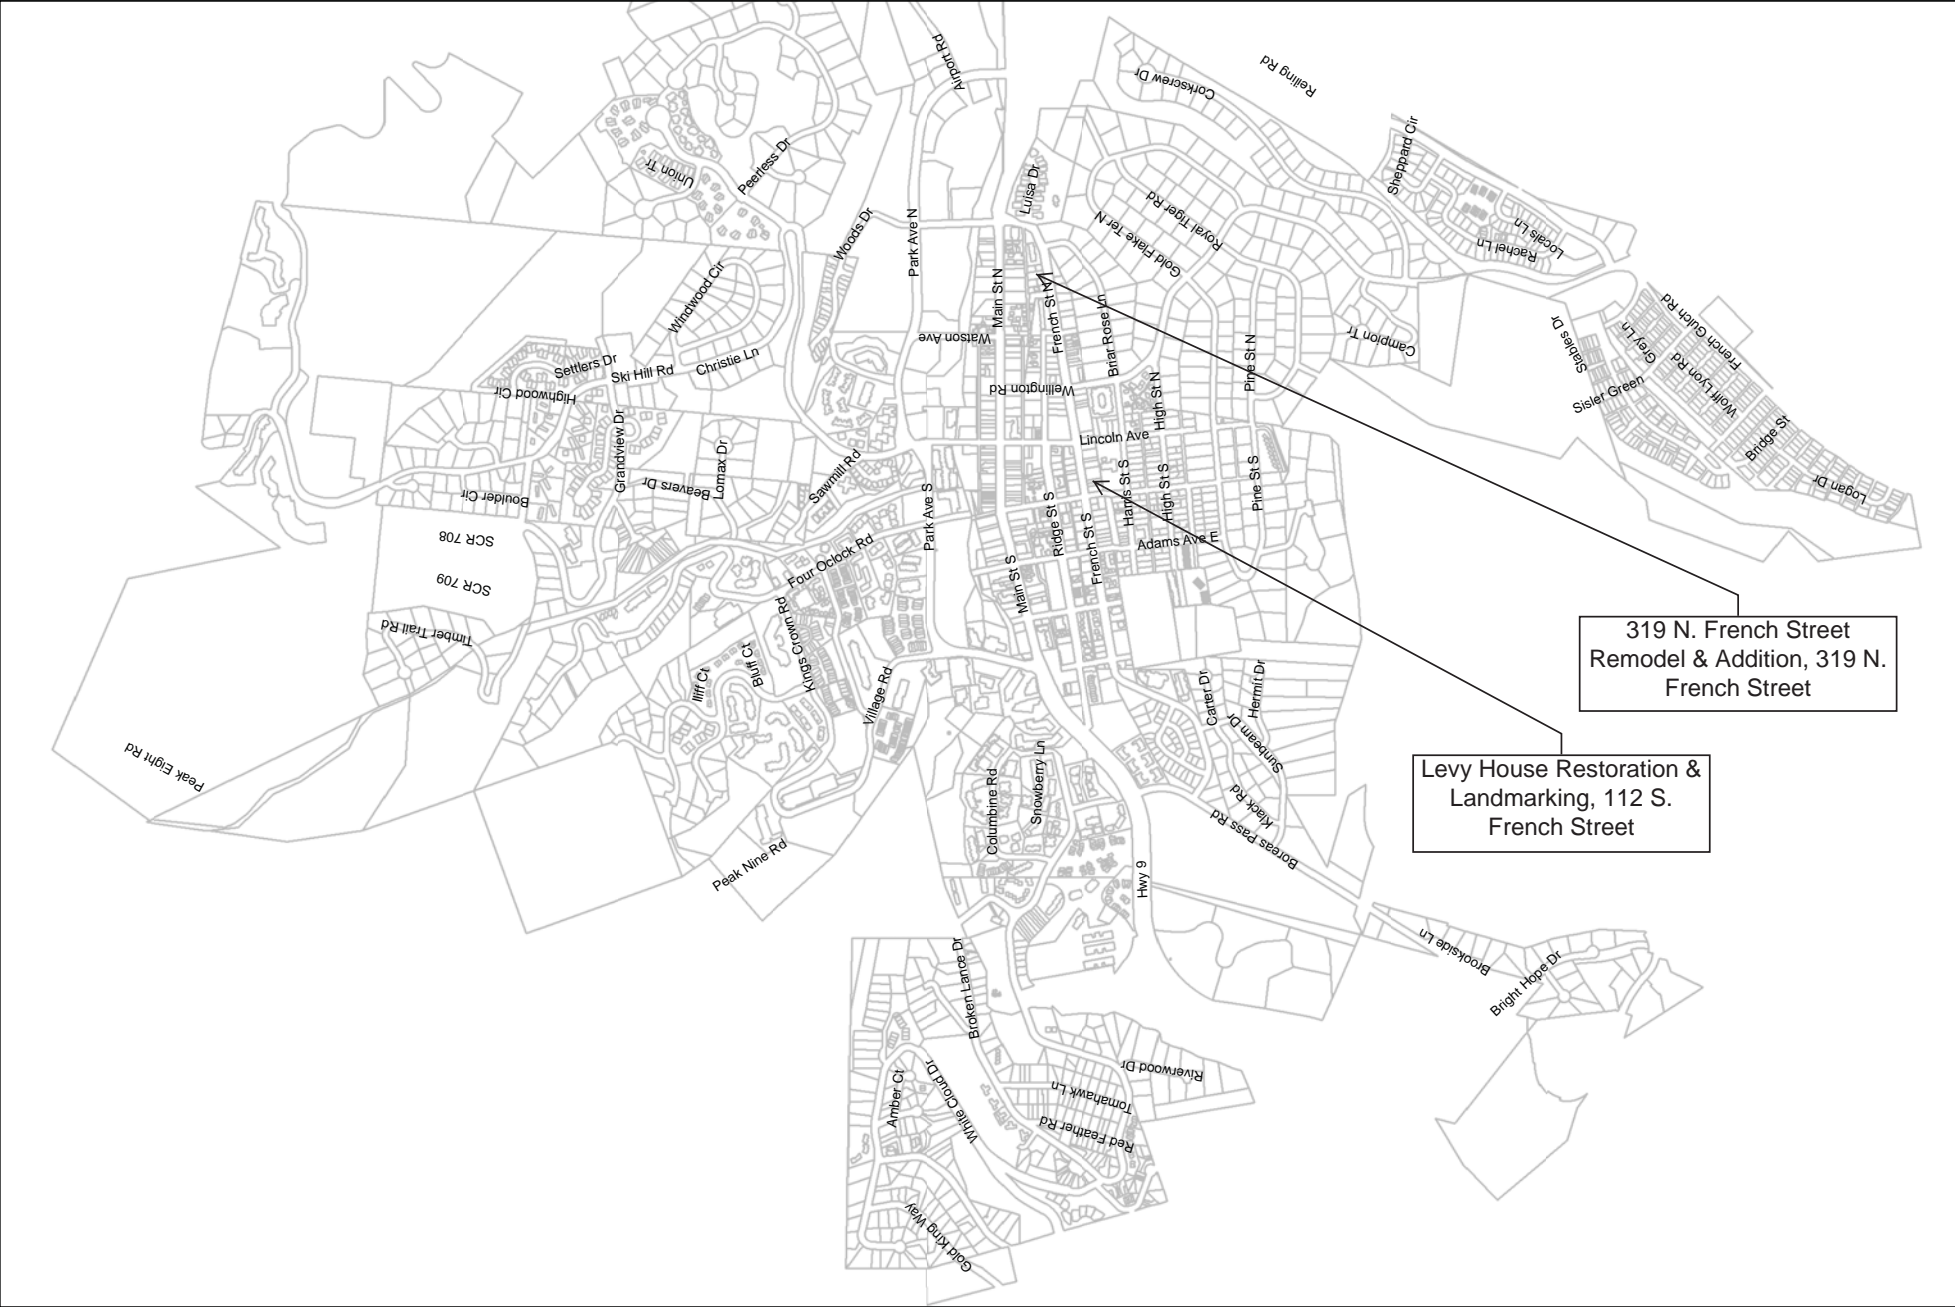 Airport Rd
Corkscrew Dr
Reiling Rd
Sheppard Cir
Peerless Dr
Union Tr
Luisa Dr
Woods Dr
Park Ave N
Gold Flake Ter N
Royal Tiger Rd
Locals Ln
Rachel Ln
Windwood Cir
Main St N
French St N
Briar Rose Ln
Watson Ave
Pine St N
Campion Tr
Stables Dr
Grey Ln
French Gulch Rd
Wolff Lyon Rd
Sisler Green
Bridge St
Logan Dr
Settlers Dr
Ski Hill Rd
Christie Ln
Highwood Cir
Wellington Rd
High St N
Grandview Dr
Lomax Dr
Beavers Dr
Sawmill Rd
Boulder Cir
Lincoln Ave
Harris St S
High St S
Pine St S
Park Ave S
Ridge St S
French St S
Adams Ave E
SCR 708
SCR 709
Four Oclock Rd
Main St S
Timber Trail Rd
Kings Crown Rd
Bluff Ct
Iliff Ct
Village Rd
Carter Dr
Hermit Dr
Sunbeam Dr
319 N. French Street
Remodel & Addition, 319 N.
French Street
Peak Eight Rd
Columbine Rd
Snowberry Ln
Klack Rd
Boreas Pass Rd
Levy House Restoration &
Landmarking, 112 S.
French Street
Peak Nine Rd
Hwy 9
Brookside Ln
Bright Hope Dr
Broken Lance Dr
Amber Ct
White Cloud Dr
Riverwood Dr
Tomahawk Ln
Red Feather Rd
Gold King Way